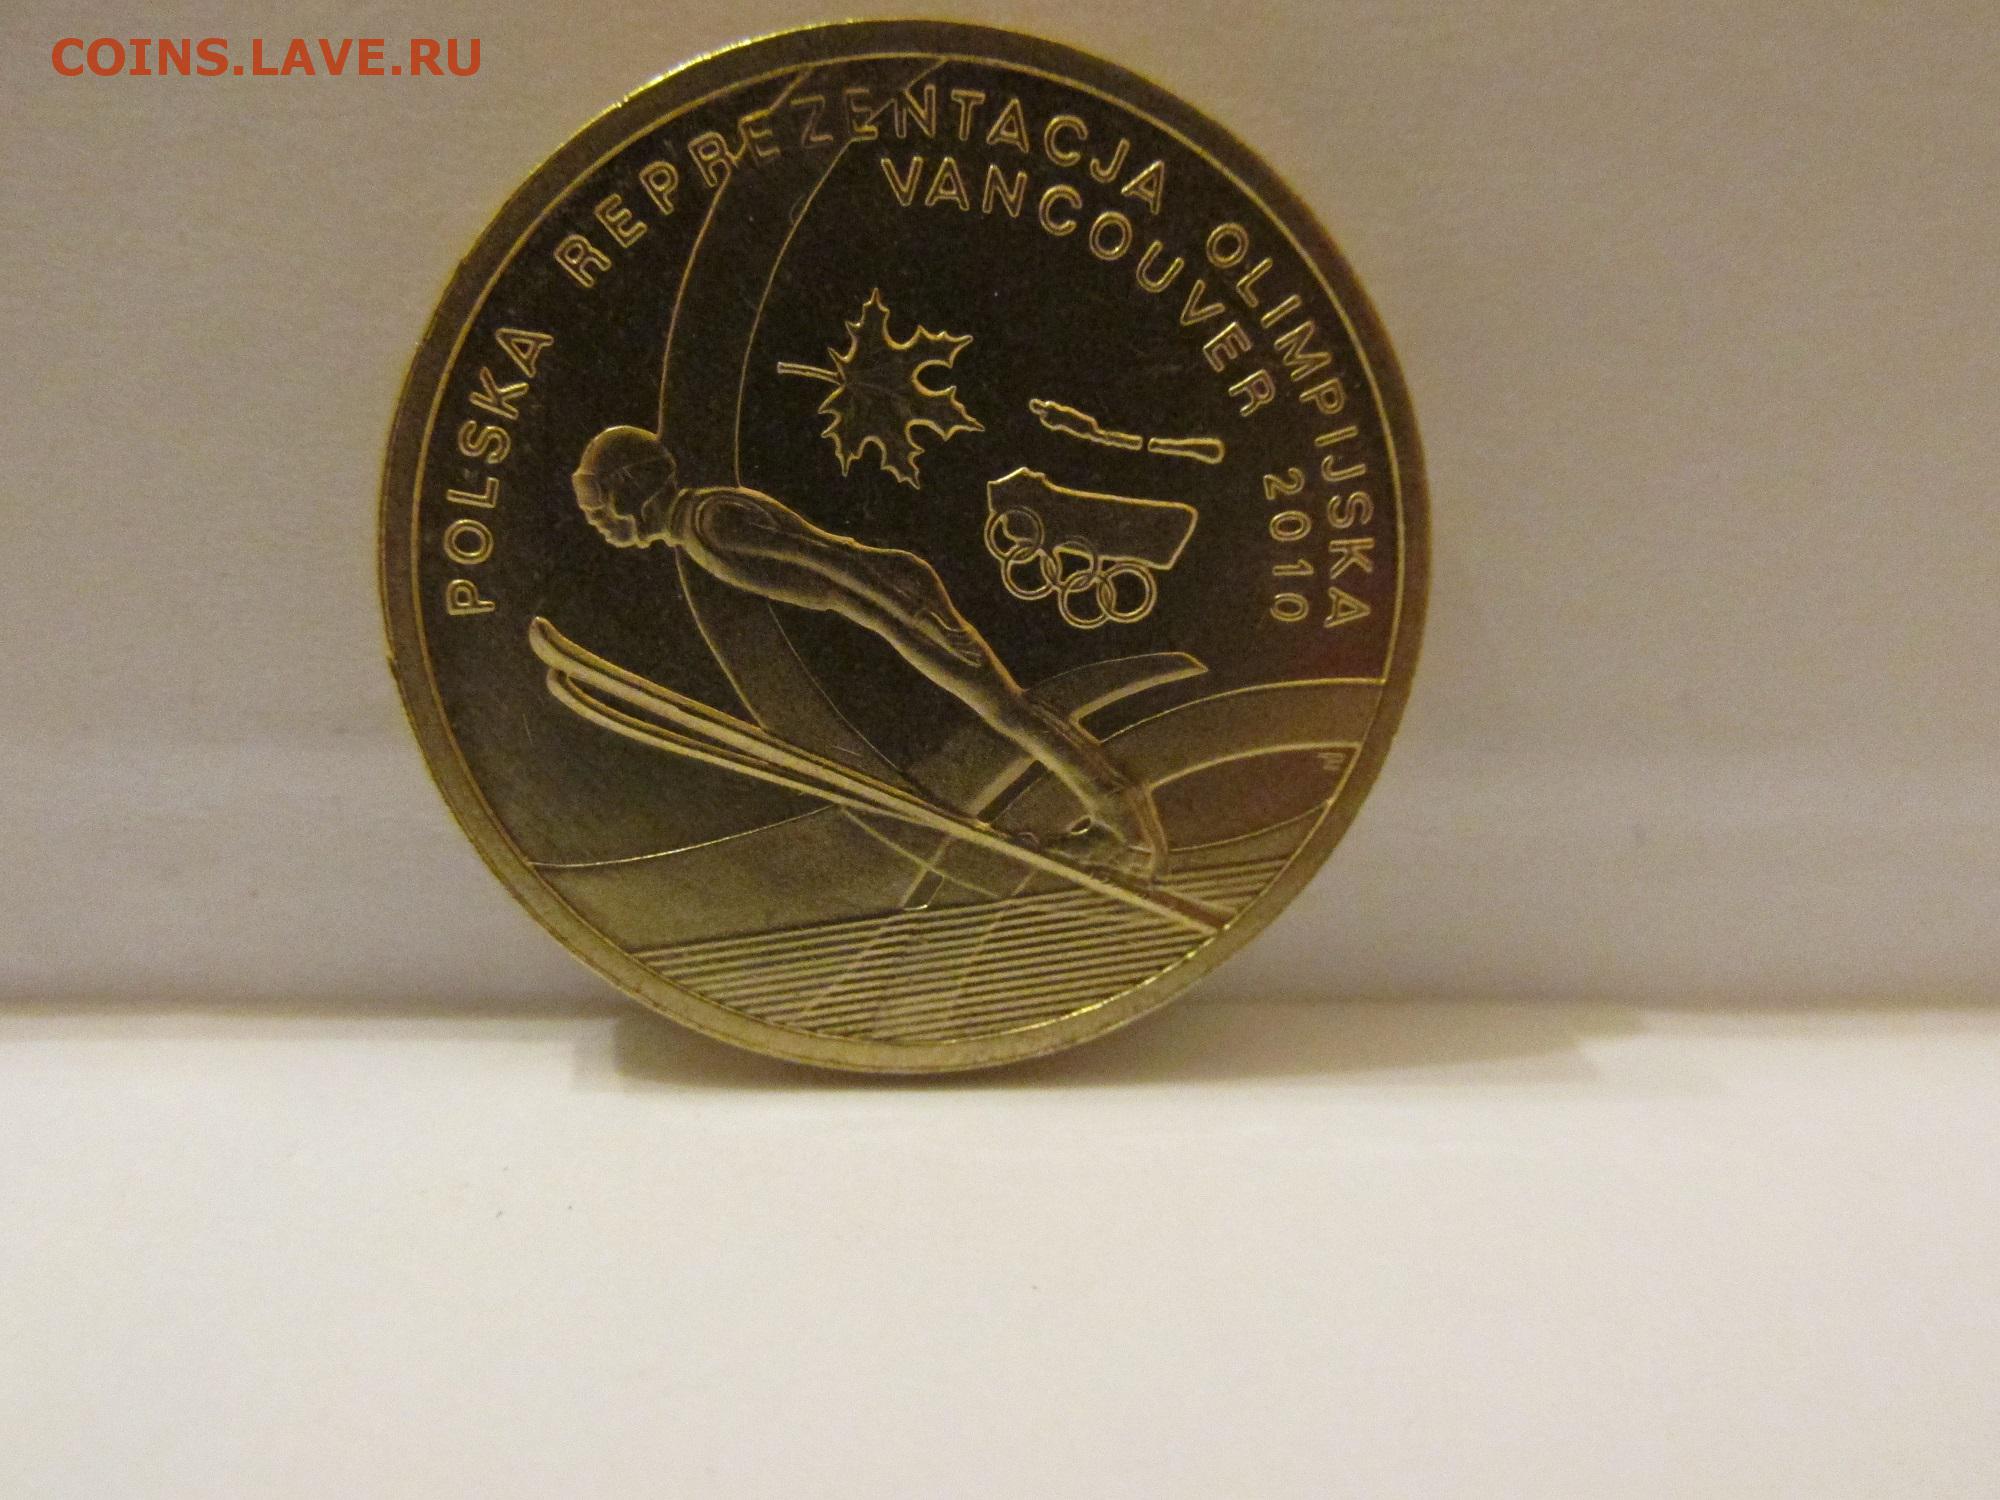 COINS.LAVE.RU
POLSKA REPREZENTACJA OLIMPIJSKA
VANCOUVER 2010